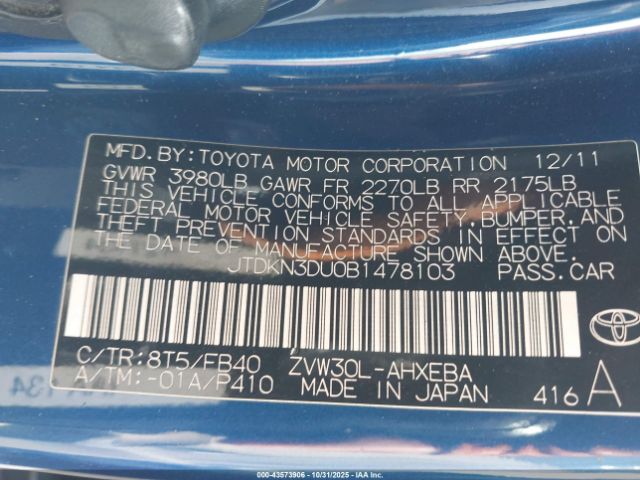 MFD. BY: TOYOTA MOTOR CORPORATION 12/11
GVWR 3980LB GAWR FR 2270LB RR 2175LB
THIS VEHICLE CONFORMS TO ALL APPLICABLE
FEDERAL MOTOR VEHICLE SAFETY, BUMPER, AND
THEFT PREVENTION STANDARDS IN EFFECT ON
THE DATE OF MANUFACTURE SHOWN ABOVE.
JTDKN3DU0B1478103 PASS.CAR
C/TR:8T5/FB40 ZVW30L-AHXEBA
A/TM:-01A/P410 MADE IN JAPAN 416 A
TOYOTA
© 43573906 - 10/31/2025 - IAA Inc.